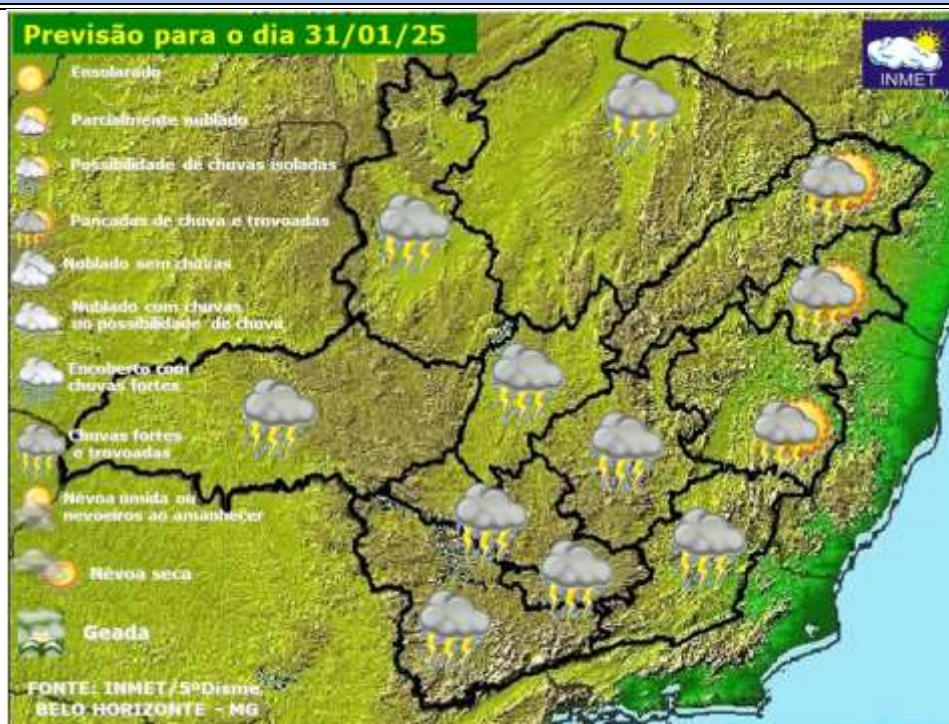 Previsão para o dia 31/01/25
INMET
Ensolarado
Parcialmente nublado
Possibilidade de chuvas isoladas
Pancadas de chuva e trovoadas
Nublado sem chuvas
Nublado com chuvas
ou possibilidade de chuva
Encoberto com
chuvas fortes
Chuvas fortes
e trovoadas
Névoa úmida ou
nevoeiros ao amanhecer
Névoa seca
Geada
FONTE: INMET/5ºDisme
BELO HORIZONTE - MG